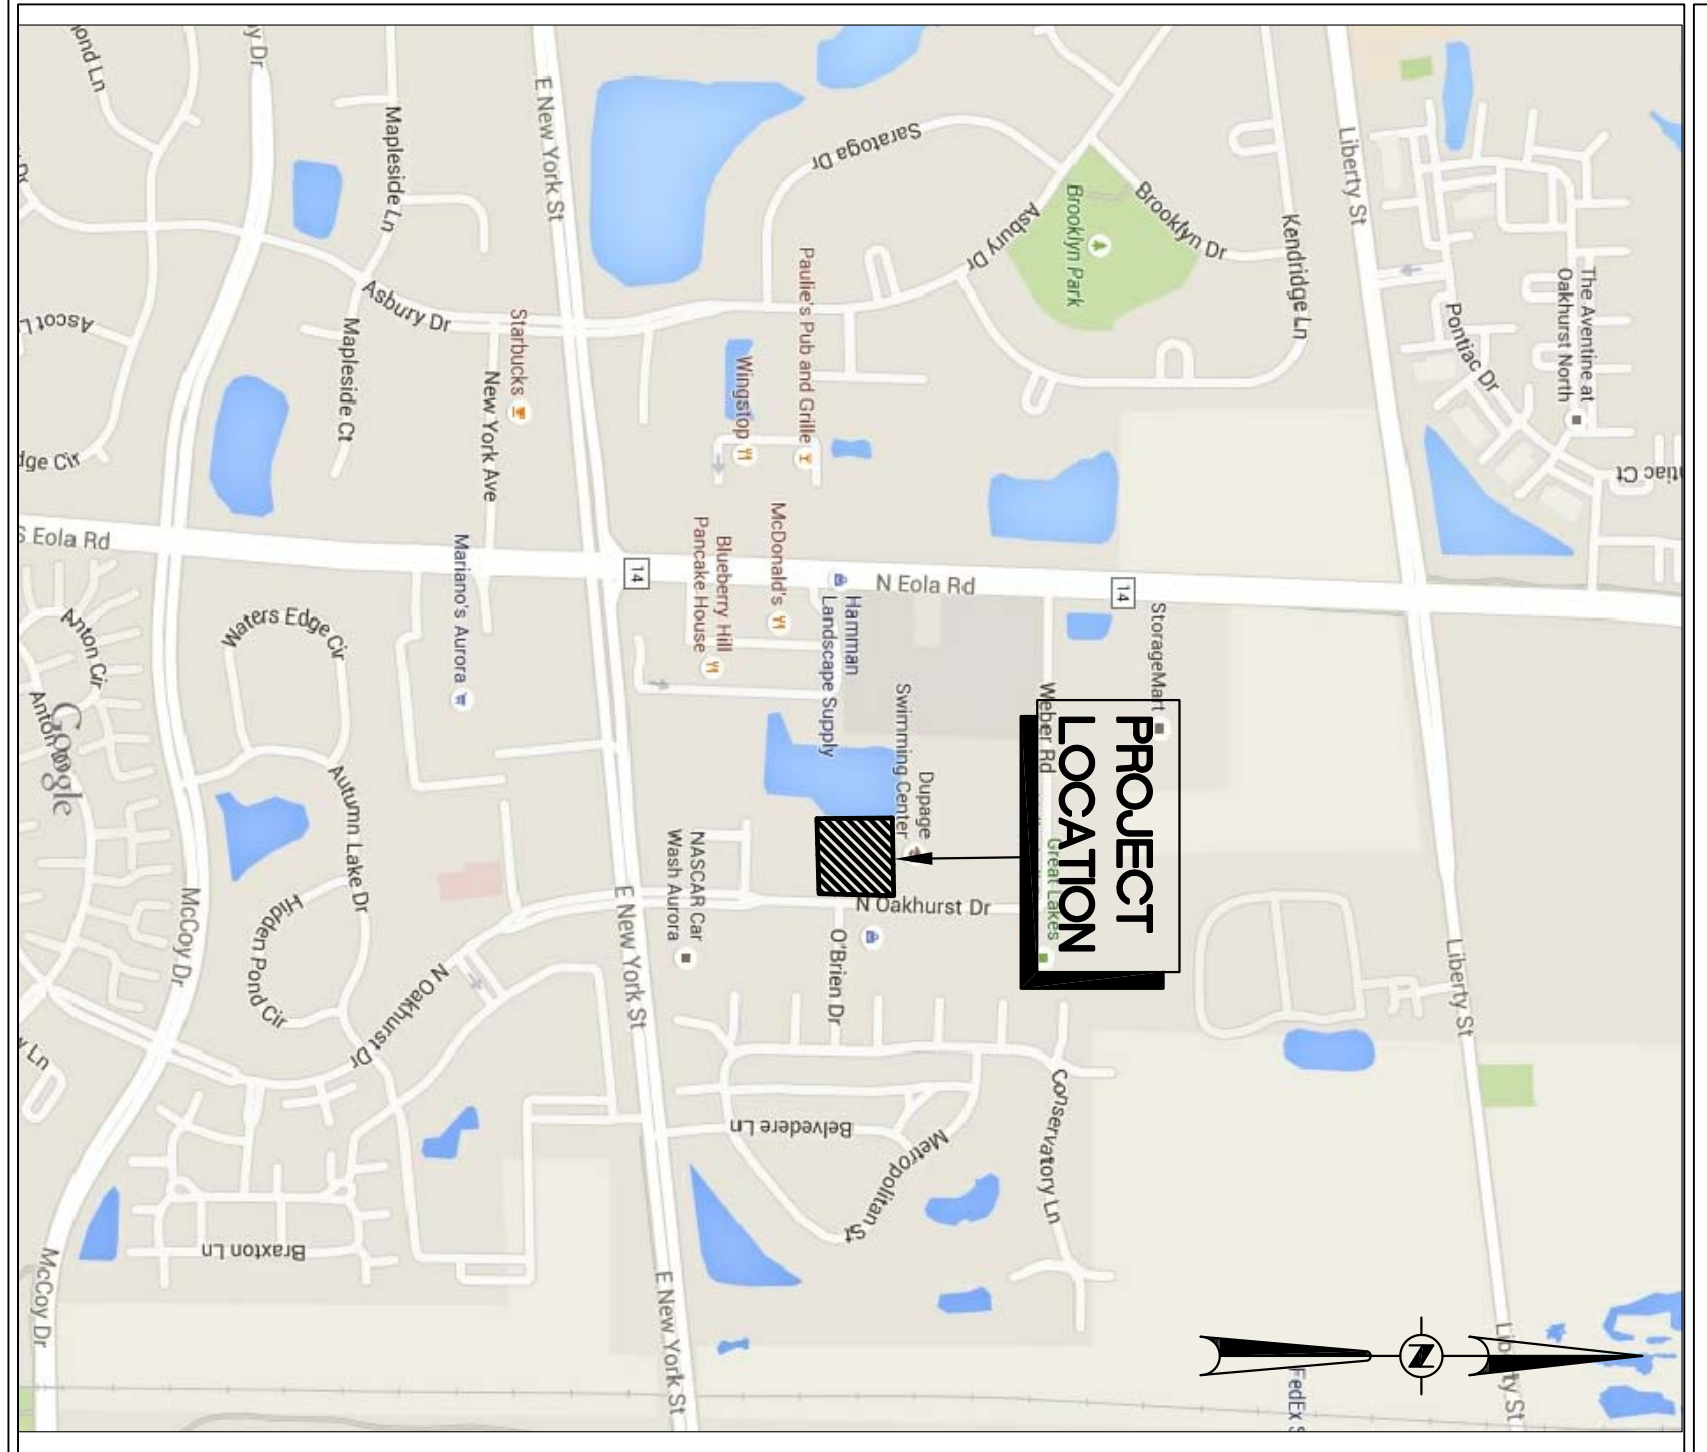 PROJECT
LOCATION
Liberty St
Kendridge Ln
Brooklyn Dr
Brooklyn Park
Asbury Dr
Saratoga Dr
Paulie's Pub and Grille
Wingstop
E New York St
Starbucks
Mapleside Ln
Asbury Dr
Mapleside Ct
New York Ave
Pontiac Dr
The Aventine at
Oakhurst North
N Eola Rd
14
14
S Eola Rd
McDonald's
Blueberry Hill
Pancake House
Hamman
Landscape Supply
StorageMart
Weber Rd
Dupage
Swimming Center
Great Lakes
Mariano's Aurora
Waters Edge Cir
Anton Cir
Google
Autumn Lake Dr
Hidden Pond Cir
McCoy Dr
N Oakhurst Dr
NASCAR Car
Wash Aurora
E New York St
N Oakhurst Dr
O'Brien Dr
Liberty St
Conservatory Ln
Metropolitan St
Belvedere Ln
Braxton Ln
McCoy Dr
E New York St
Liberty St
FedEx
N